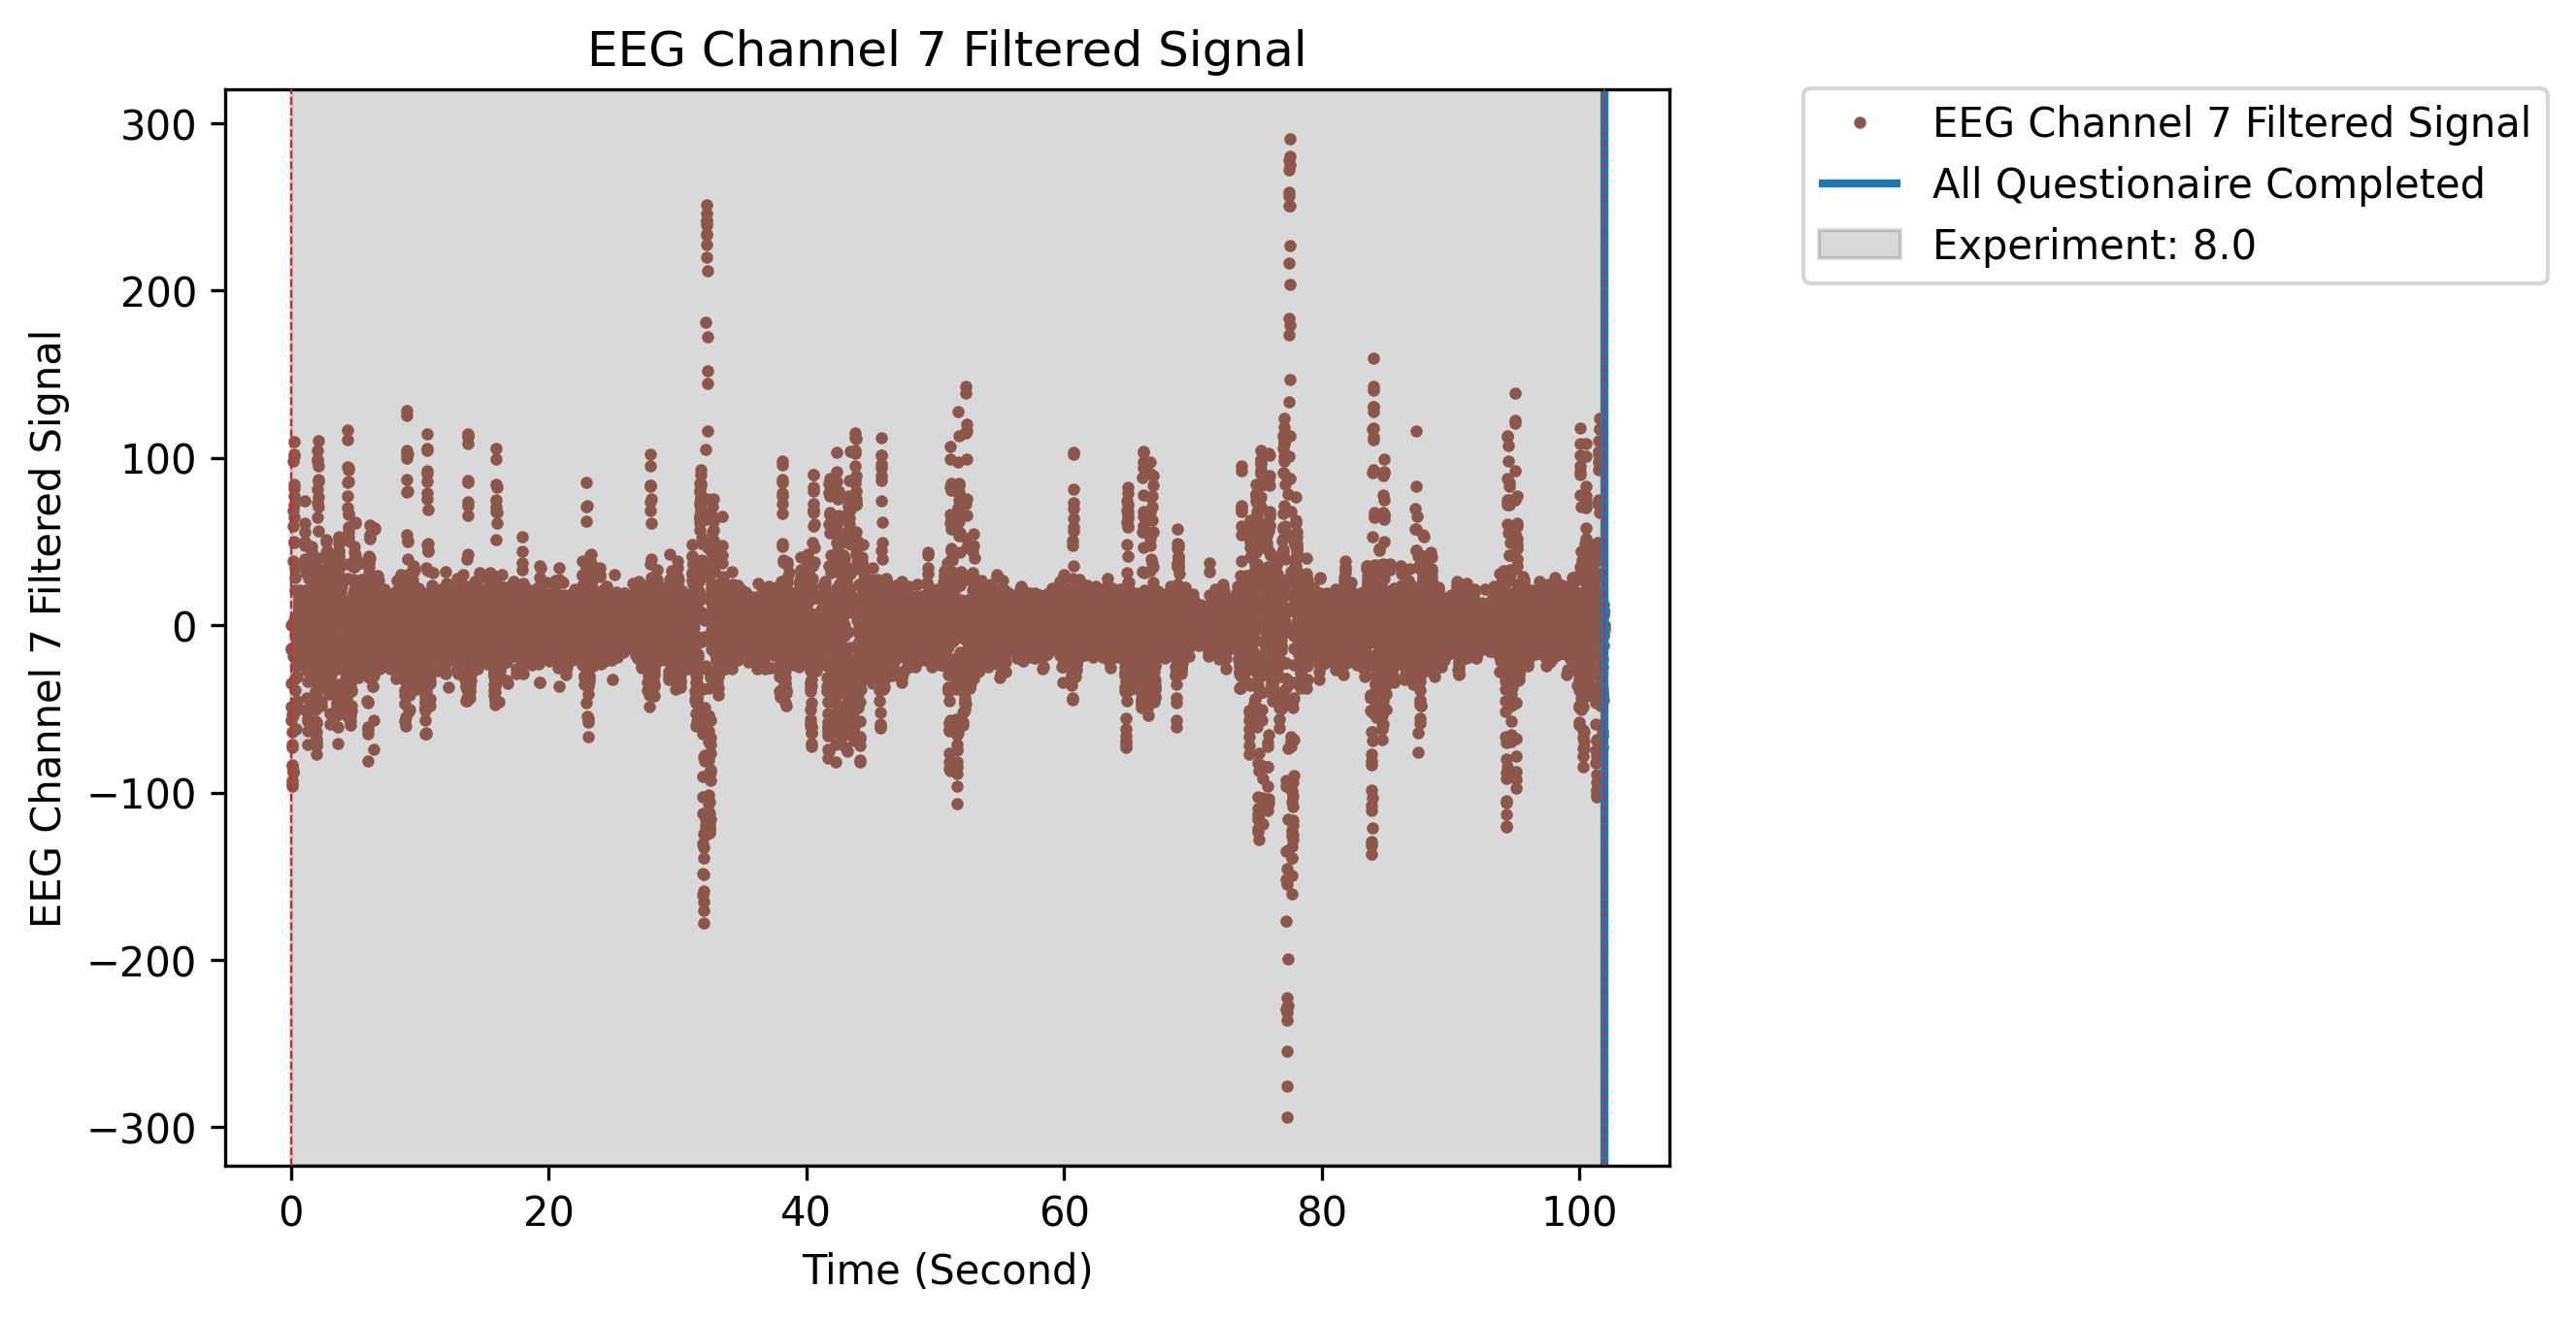 EEG Channel 7 Filtered Signal
EEG Channel 7 Filtered Signal
300
200
100
0
−100
−200
−300
0 20 40 60 80 100
Time (Second)
EEG Channel 7 Filtered Signal
All Questionaire Completed
Experiment: 8.0